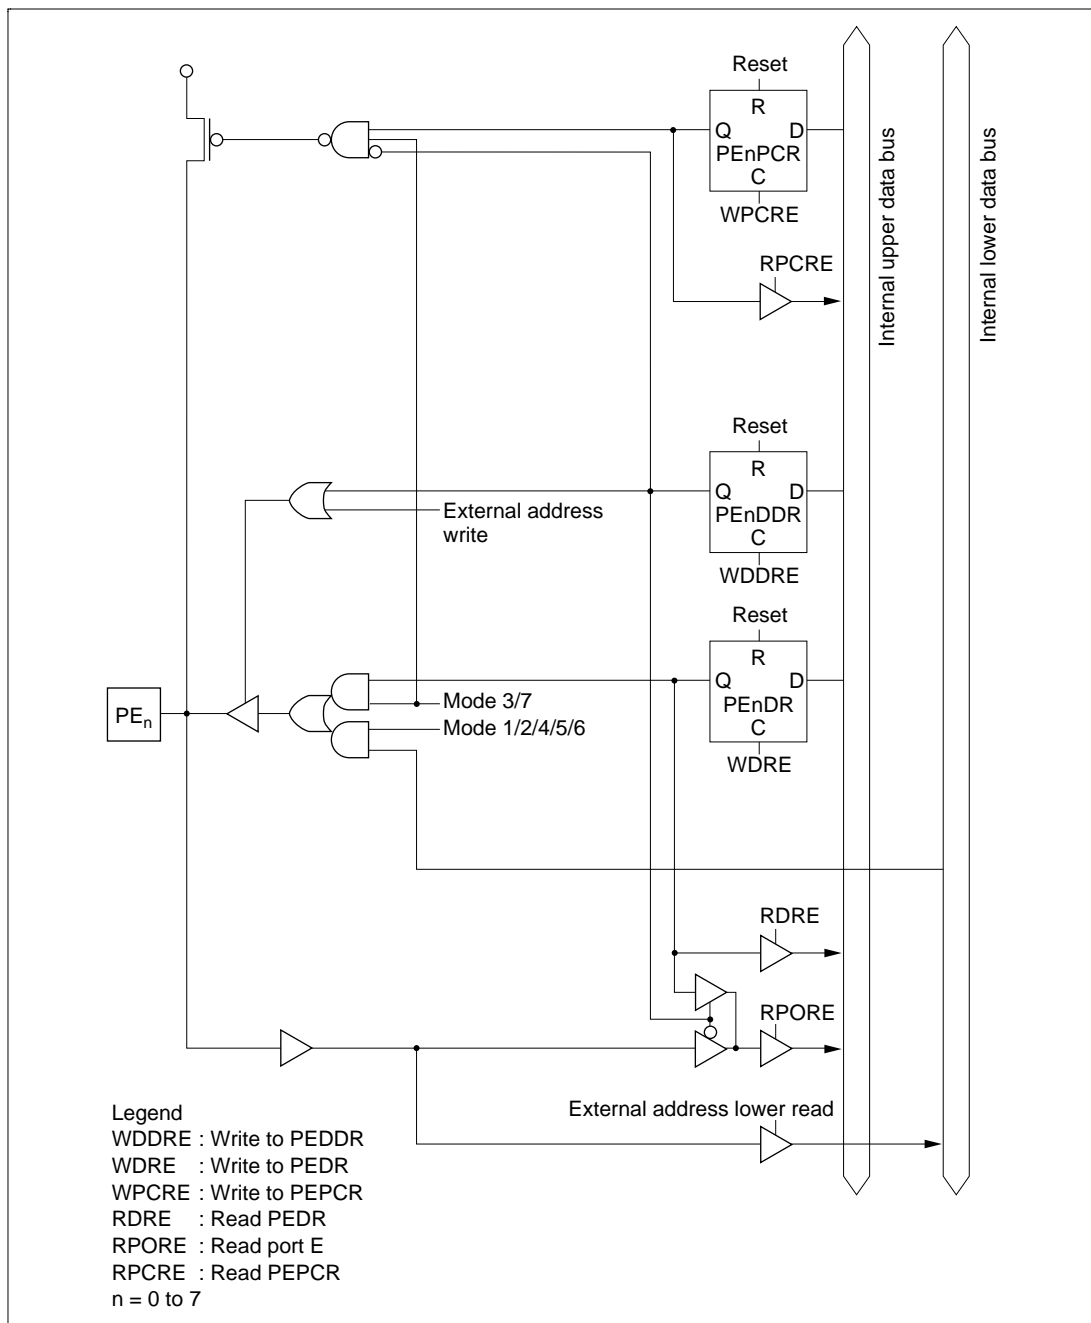 Reset
R
Q D
PEnPCR
C
WPCRE
RPCRE
Internal upper data bus
Internal lower data bus
Reset
R
Q D
PEnDDR
C
WDDRE
External address
write
Reset
R
Q D
PEnDR
C
WDRE
PEn
Mode 3/7
Mode 1/2/4/5/6
RDRE
RPORE
External address lower read
Legend
WDDRE : Write to PEDDR
WDRE : Write to PEDR
WPCRE : Write to PEPCR
RDRE : Read PEDR
RPORE : Read port E
RPCRE : Read PEPCR
n = 0 to 7